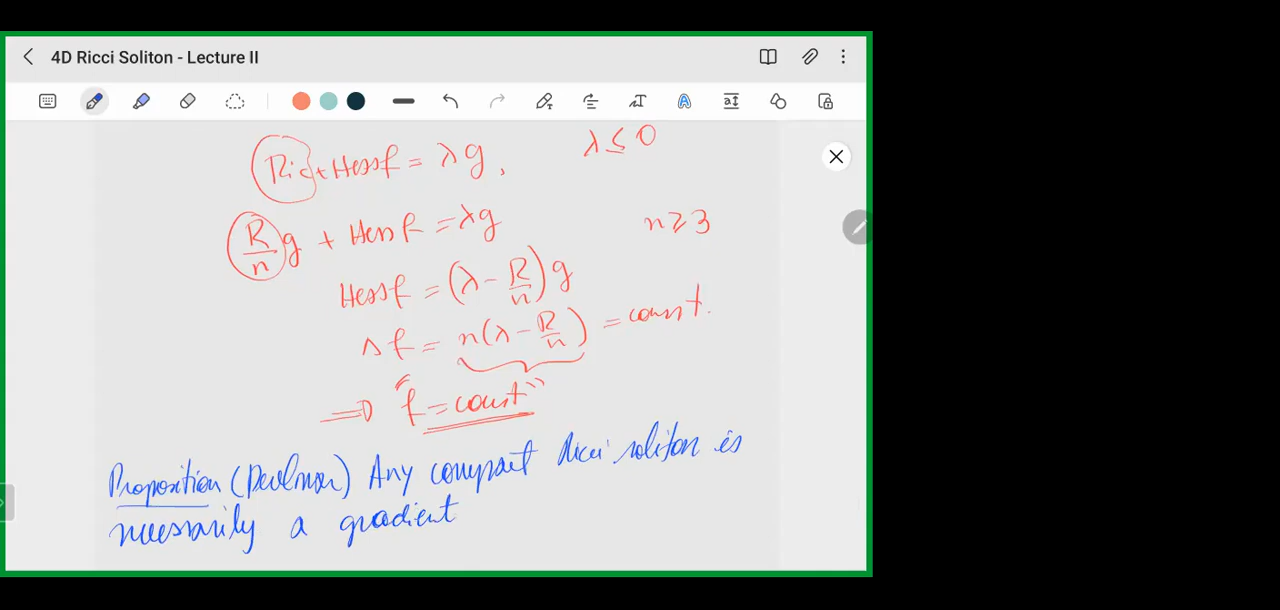 4D Ricci Soliton - Lecture II
Ric + Hess f = λg, λ ≤ 0
R/n g + Hess f = λg n ≥ 3
Hess f = (λ - R/n) g
Δf = n(λ - R/n) = const.
⇒ "f = const"
Proposition (Perelman) Any compact Ricci soliton is
necessarily a gradient